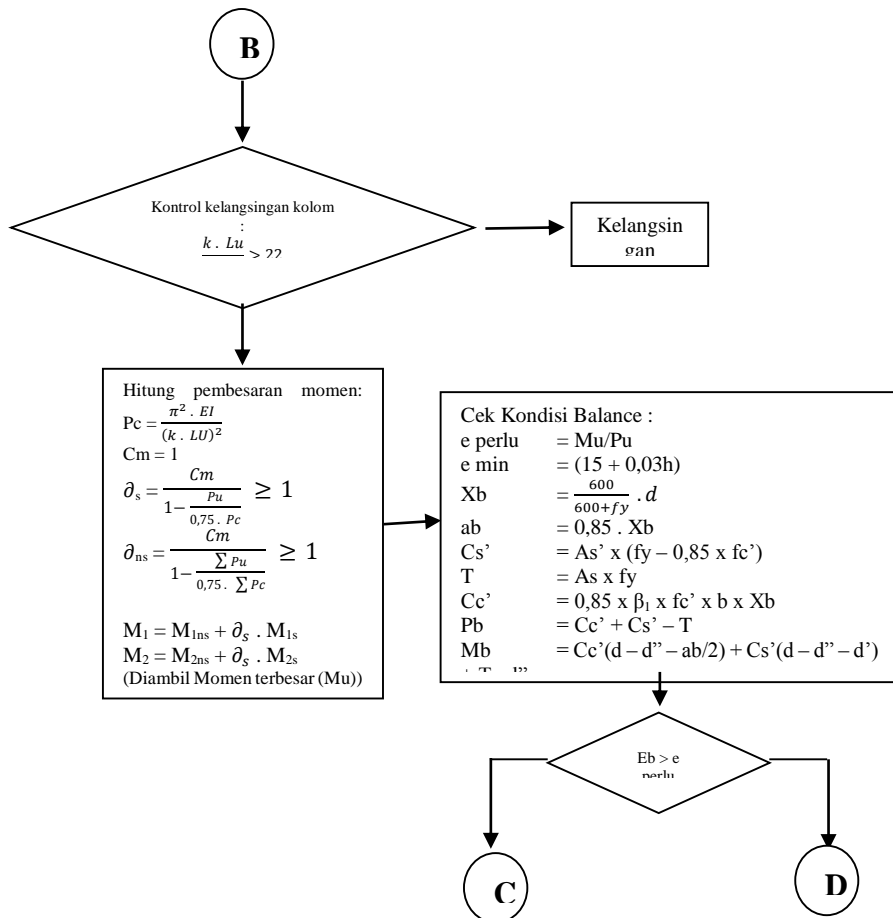 B
Kontrol kelangsingan kolom
:
k . Lu > 22
Kelangsin
gan
Hitung pembesaran momen:
Pc = π² . EI / (k . LU)²
Cm = 1
∂s = Cm / 1− Pu / 0,75 . Pc ≥ 1
∂ns = Cm / 1− ∑ Pu / 0,75 . ∑ Pc ≥ 1
M1 = M1ns + ∂s . M1s
M2 = M2ns + ∂s . M2s
(Diambil Momen terbesar (Mu))
Cek Kondisi Balance :
e perlu = Mu/Pu
e min = (15 + 0,03h)
Xb = 600 / 600+fy . d
ab = 0,85 . Xb
Cs’ = As’ x (fy – 0,85 x fc’)
T = As x fy
Cc’ = 0,85 x β1 x fc’ x b x Xb
Pb = Cc’ + Cs’ – T
Mb = Cc’(d – d” – ab/2) + Cs’(d – d” – d’)
Eb > e
perlu
C
D